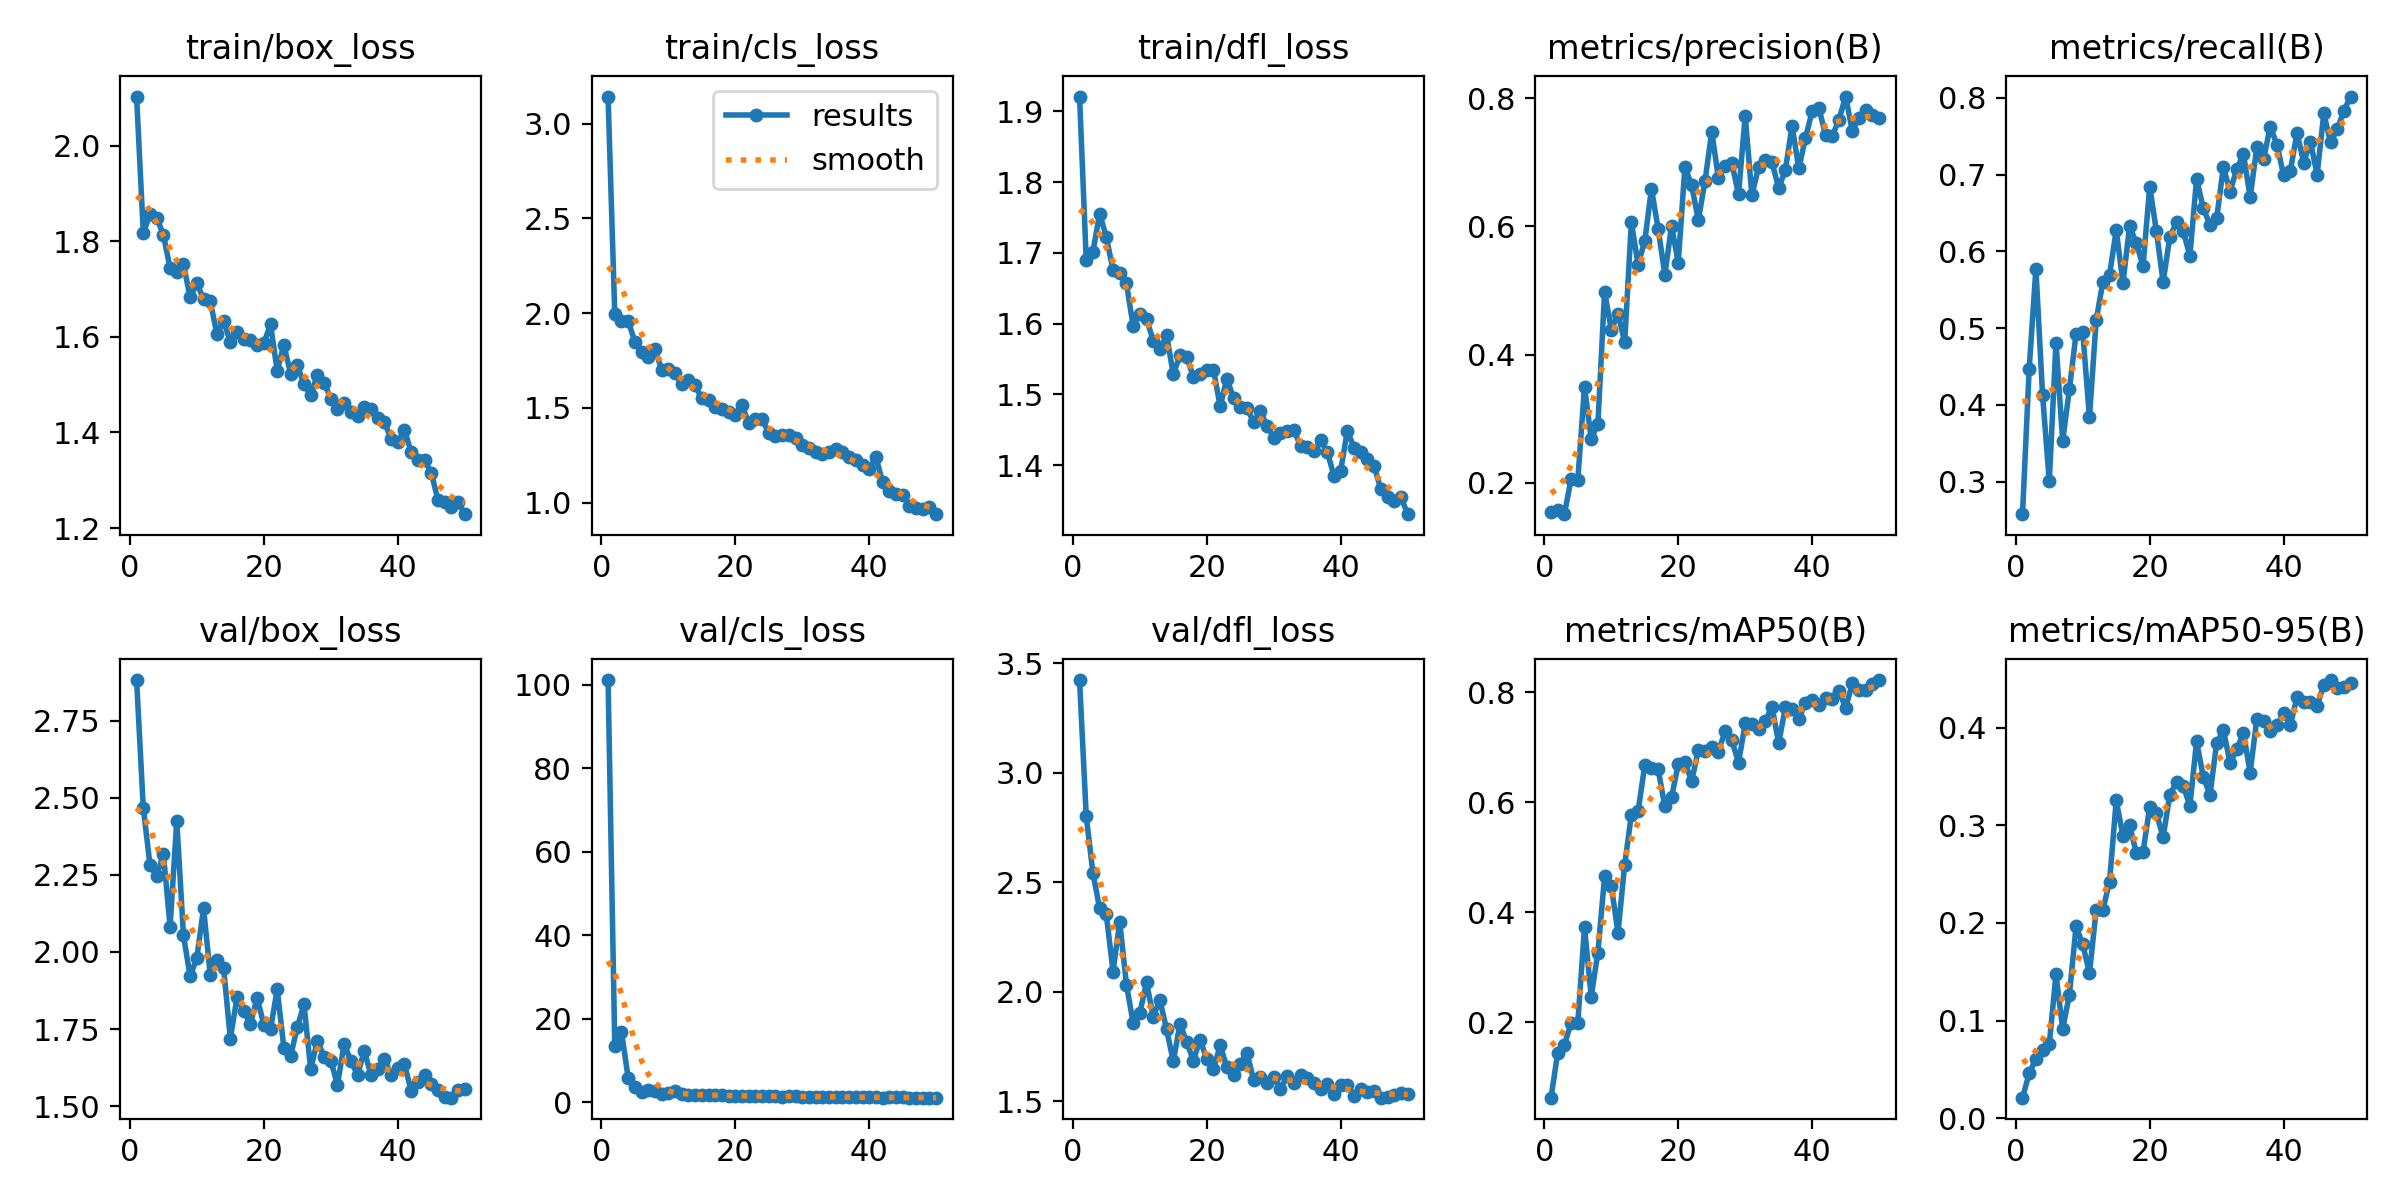 train/box_loss
train/cls_loss
train/dfl_loss
metrics/precision(B)
metrics/recall(B)
2.0
1.8
1.6
1.4
1.2
0 20 40
results
smooth
3.0
2.5
2.0
1.5
1.0
0 20 40
1.9
1.8
1.7
1.6
1.5
1.4
0 20 40
0.8
0.6
0.4
0.2
0 20 40
0.8
0.7
0.6
0.5
0.4
0.3
0 20 40
val/box_loss
val/cls_loss
val/dfl_loss
metrics/mAP50(B)
metrics/mAP50-95(B)
2.75
2.50
2.25
2.00
1.75
1.50
0 20 40
100
80
60
40
20
0
0 20 40
3.5
3.0
2.5
2.0
1.5
0 20 40
0.8
0.6
0.4
0.2
0 20 40
0.4
0.3
0.2
0.1
0.0
0 20 40